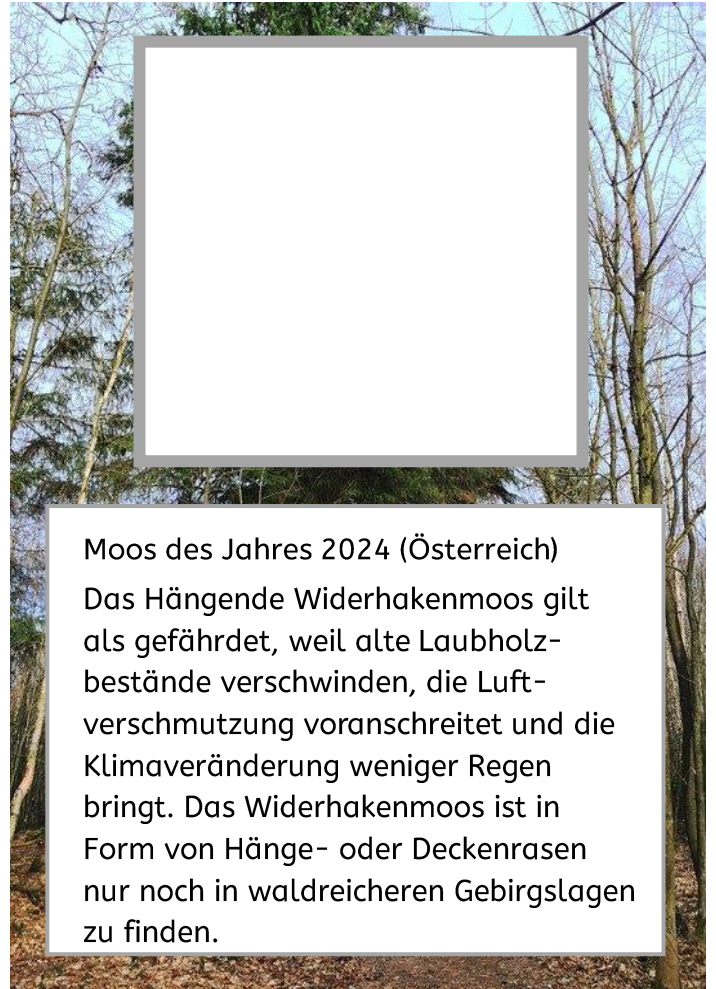 Moos des Jahres 2024 (Österreich)
Das Hängende Widerhakenmoos gilt
als gefährdet, weil alte Laubholz-
bestände verschwinden, die Luft-
verschmutzung voranschreitet und die
Klimaveränderung weniger Regen
bringt. Das Widerhakenmoos ist in
Form von Hänge- oder Deckenrasen
nur noch in waldreicheren Gebirgslagen
zu finden.